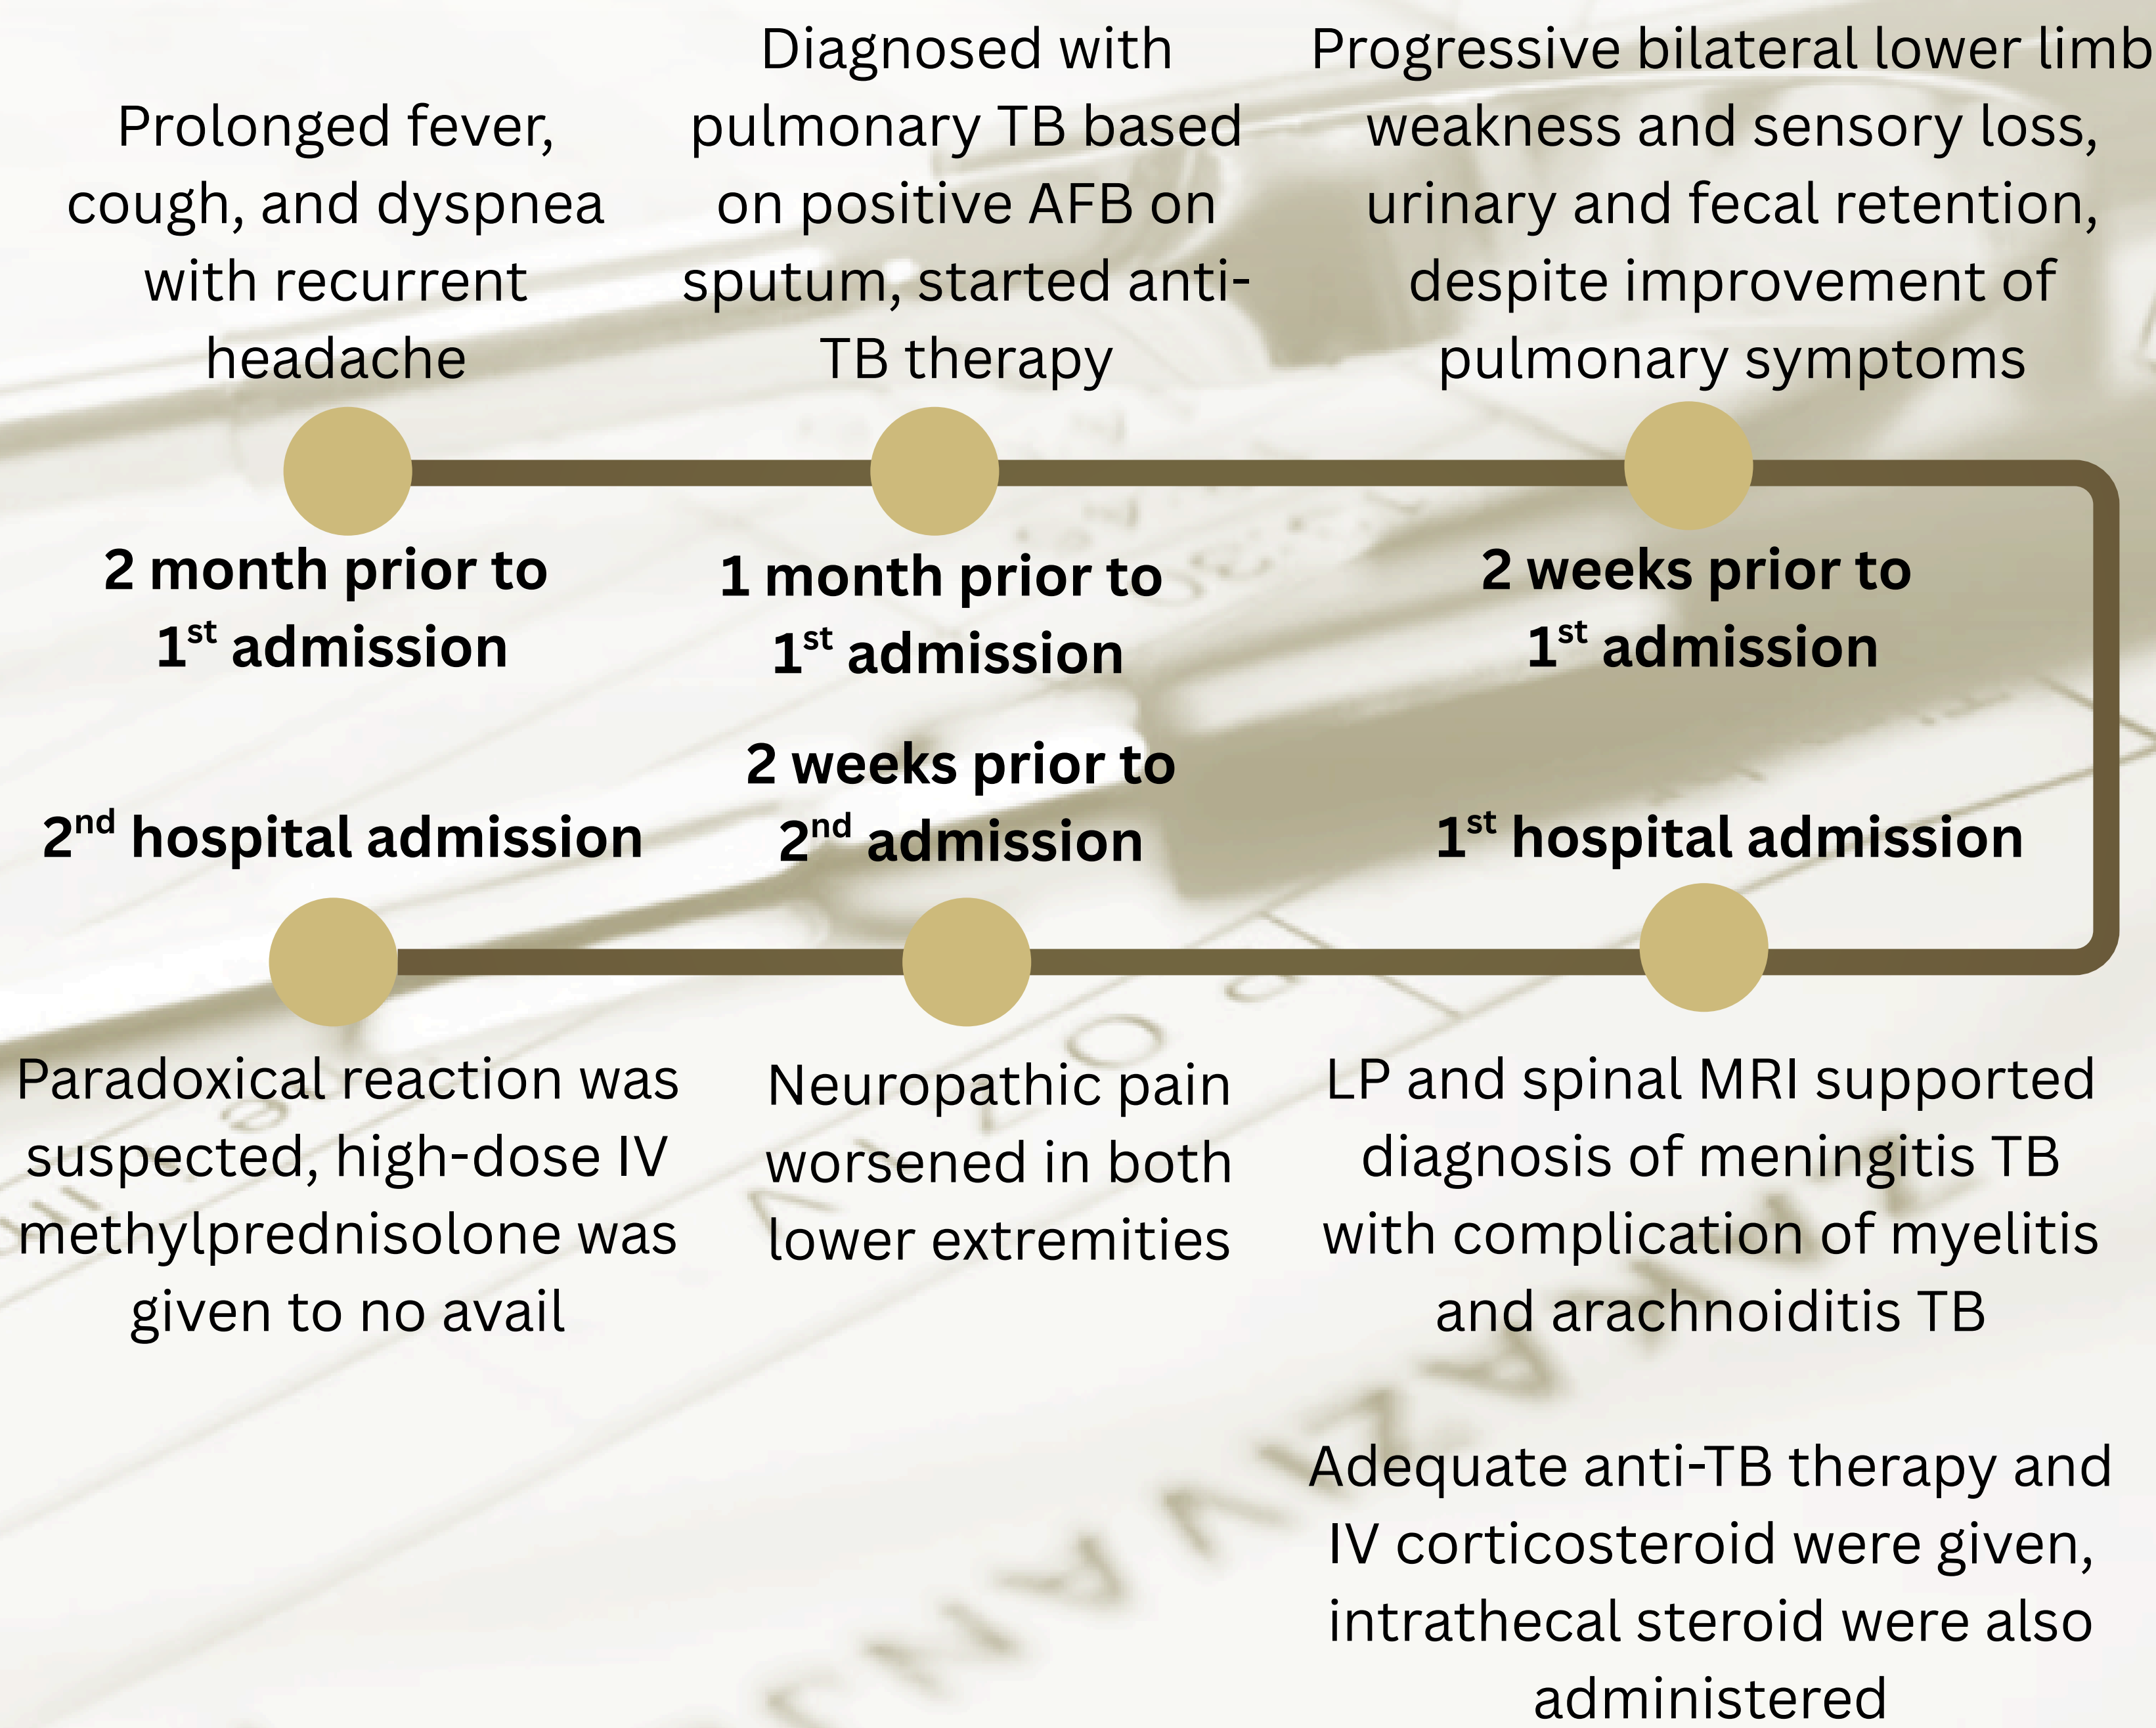 Prolonged fever,
cough, and dyspnea
with recurrent
headache
2 month prior to
1st admission
Diagnosed with
pulmonary TB based
on positive AFB on
sputum, started anti-
TB therapy
1 month prior to
1st admission
Progressive bilateral lower limb
weakness and sensory loss,
urinary and fecal retention,
despite improvement of
pulmonary symptoms
2 weeks prior to
1st admission
1st hospital admission
LP and spinal MRI supported
diagnosis of meningitis TB
with complication of myelitis
and arachnoiditis TB
Adequate anti-TB therapy and
IV corticosteroid were given,
intrathecal steroid were also
administered
2 weeks prior to
2nd admission
Neuropathic pain
worsened in both
lower extremities
2nd hospital admission
Paradoxical reaction was
suspected, high-dose IV
methylprednisolone was
given to no avail